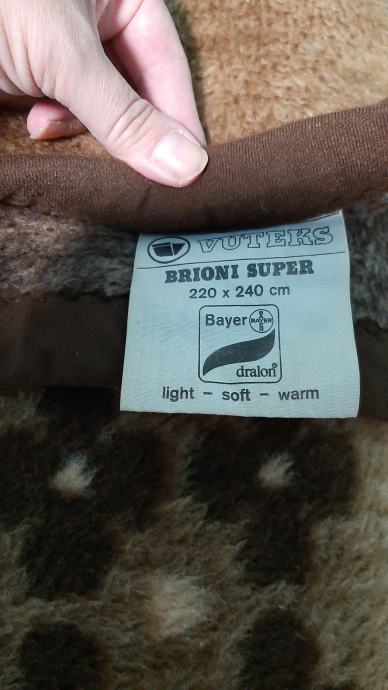 VUTEKS
BRIONI SUPER
220 x 240 cm
Bayer BAYER
dralon®
light - soft - warm